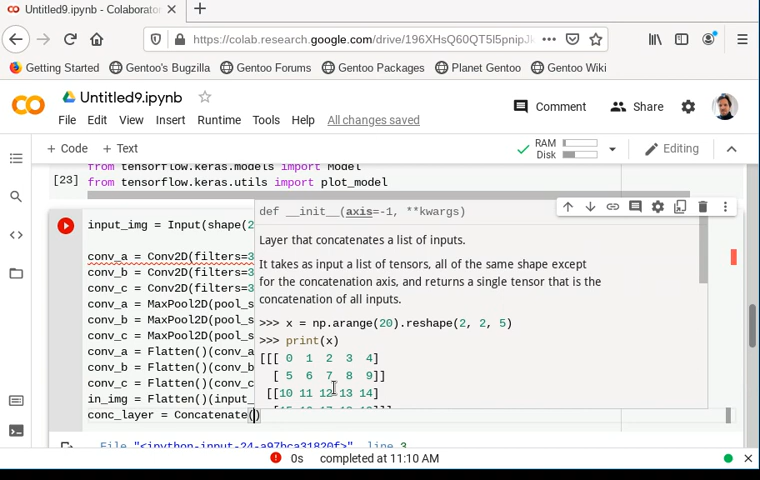 Untitled9.ipynb - Colaborator
https://colab.research.google.com/drive/196XHsQ60QT5l5pnipJ
Getting Started Gentoo's Bugzilla Gentoo Forums Gentoo Packages Planet Gentoo Gentoo Wiki
Untitled9.ipynb
Comment Share
File Edit View Insert Runtime Tools Help All changes saved
+ Code + Text RAM Disk Editing
from tensorflow.keras.models import Model
[23] from tensorflow.keras.utils import plot_model
def __init__(axis=-1, **kwargs)
input_img = Input(shape(2
Layer that concatenates a list of inputs.
conv_a = Conv2D(filters=3
It takes as input a list of tensors, all of the same shape except
conv_b = Conv2D(filters=3
for the concatenation axis, and returns a single tensor that is the
conv_c = Conv2D(filters=3
concatenation of all inputs.
conv_a = MaxPool2D(pool_s
conv_b = MaxPool2D(pool_s
>>> x = np.arange(20).reshape(2, 2, 5)
conv_c = MaxPool2D(pool_s
>>> print(x)
conv_a = Flatten()(conv_a
[[[ 0 1 2 3 4]
conv_b = Flatten()(conv_b
[ 5 6 7 8 9]]
conv_c = Flatten()(conv_c
[[10 11 12 13 14]
in_img = Flatten()(input_
conc_layer = Concatenate()
File "<ipython-input-24-a97bca31820f>", line 3
0s completed at 11:10 AM